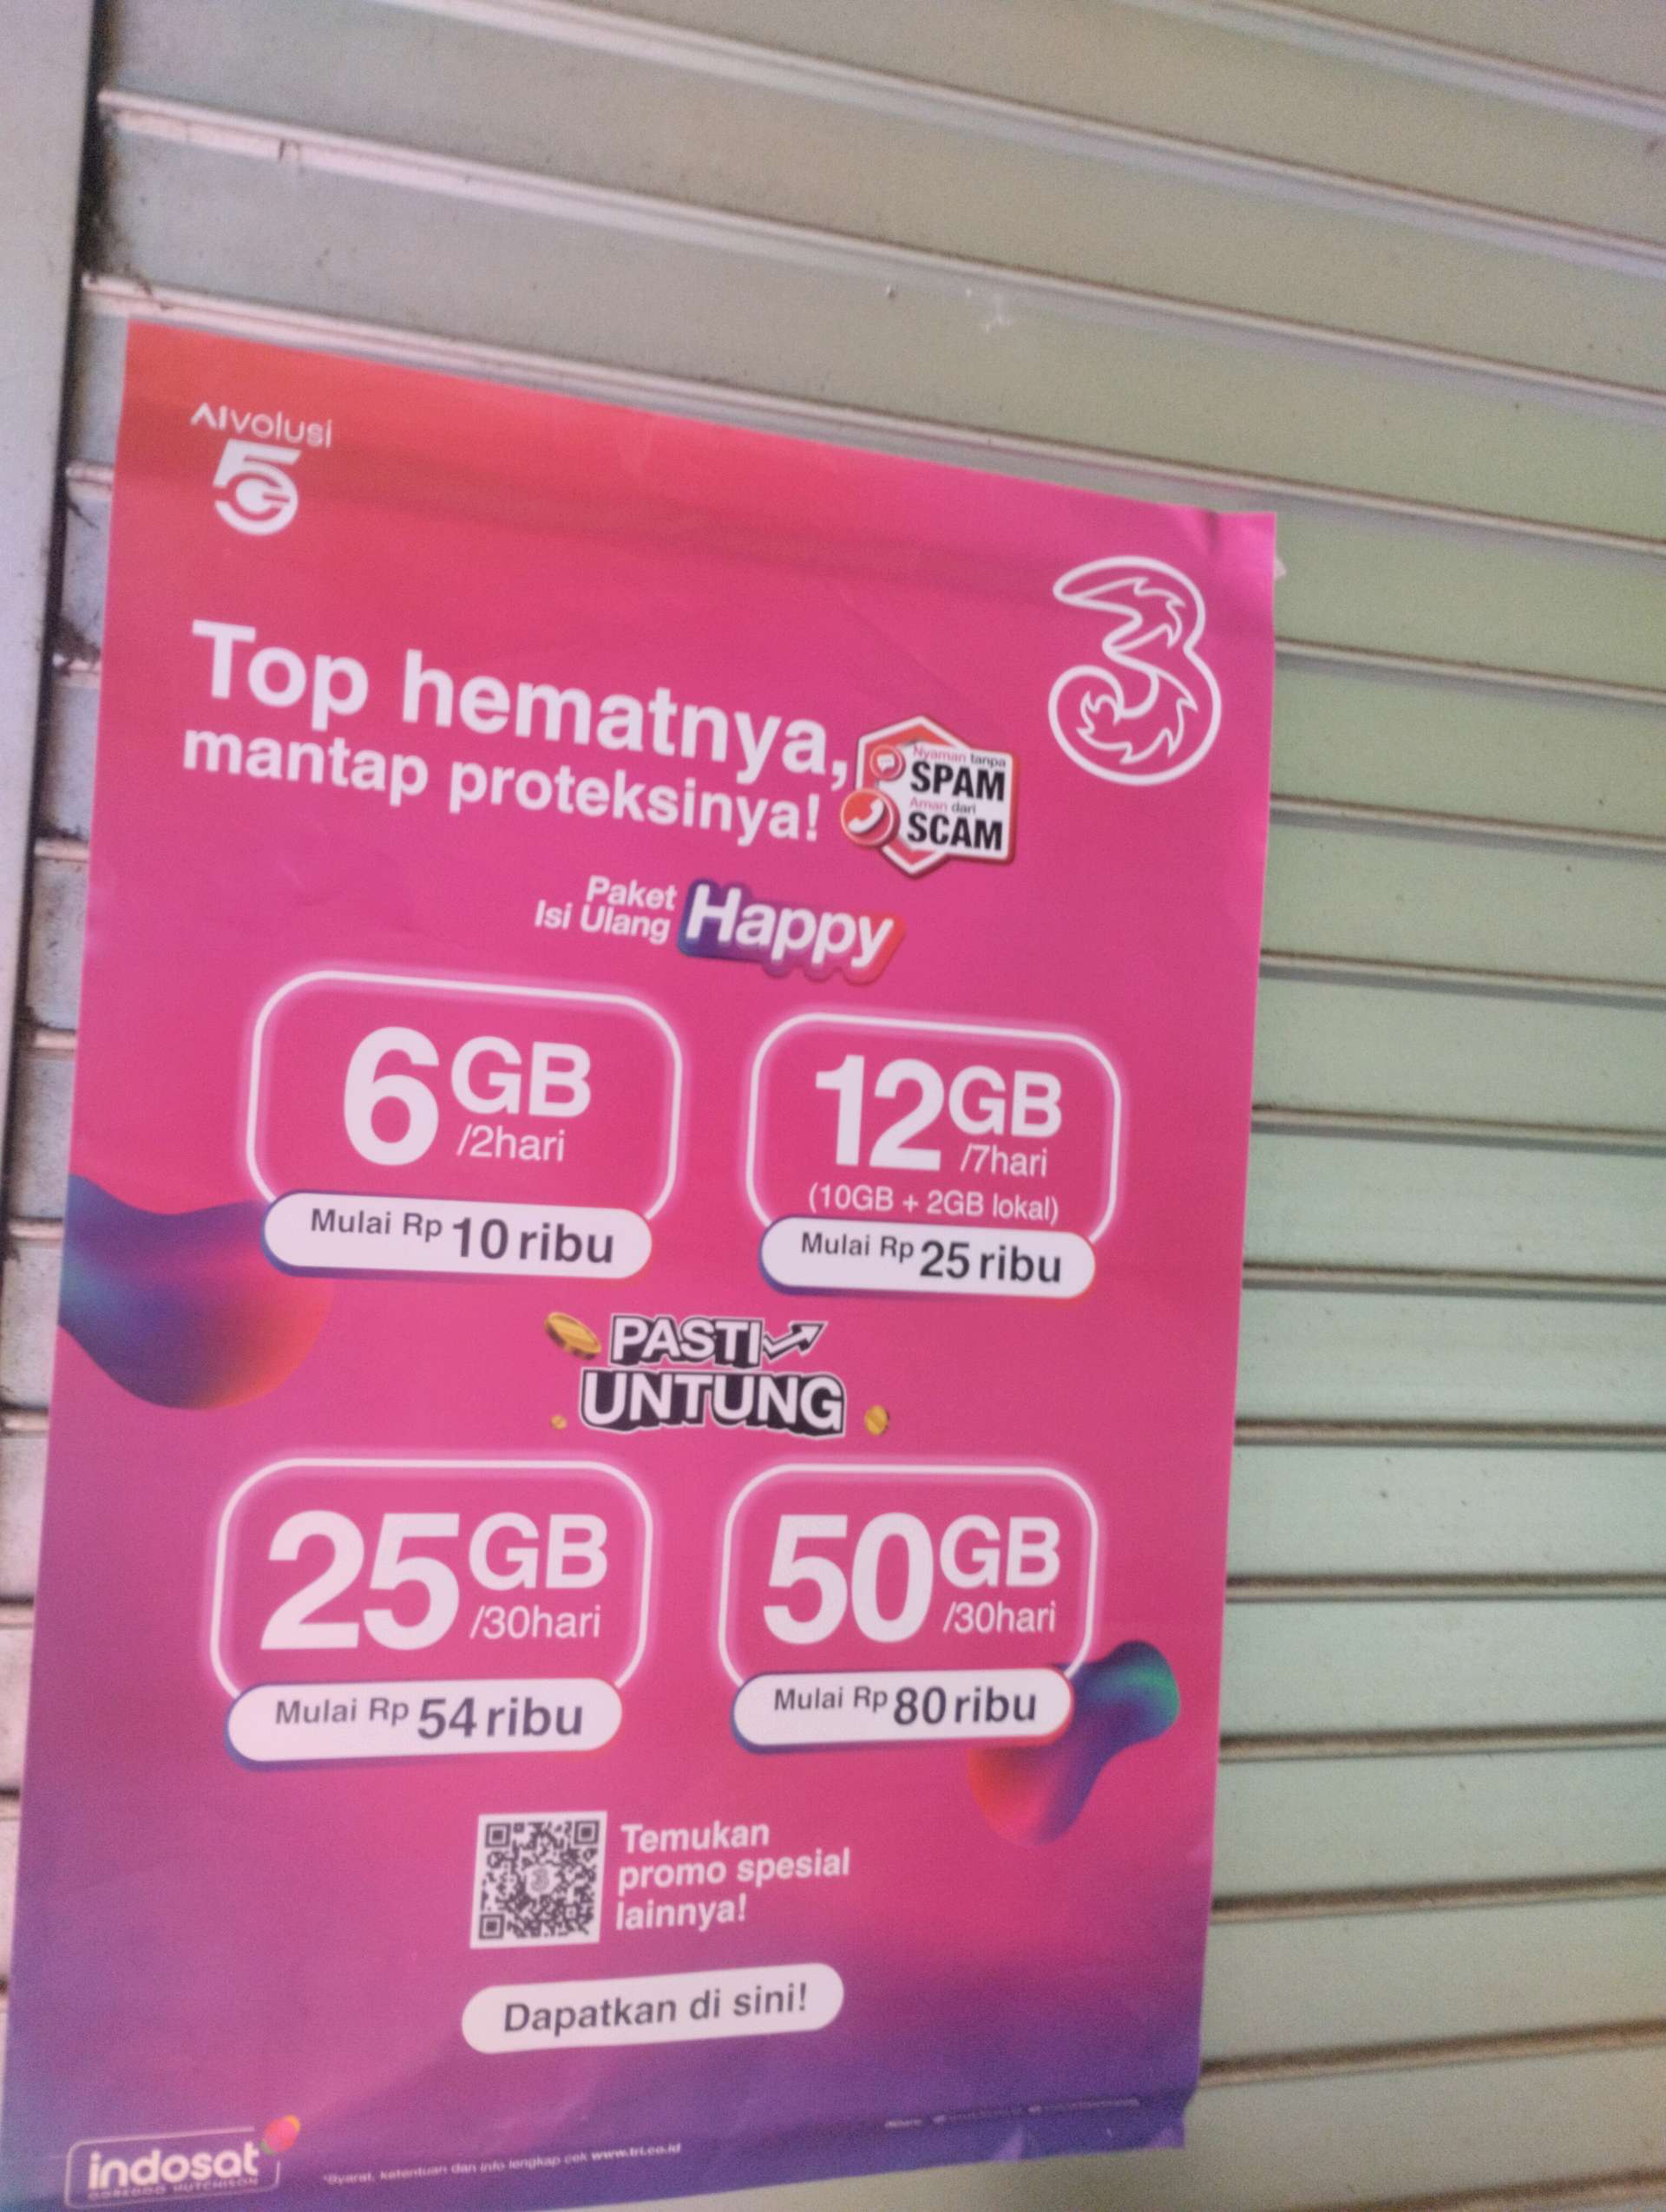 AIvolusi
5G
3
Top hematnya,
mantap proteksinya!
Nyaman tanpa
SPAM
Aman dari
SCAM
Paket
Isi Ulang
Happy
6GB
/2hari
Mulai Rp 10 ribu
12GB
/7hari
(10GB + 2GB lokal)
Mulai Rp 25 ribu
PASTI
UNTUNG
25GB
/30hari
Mulai Rp 54 ribu
50GB
/30hari
Mulai Rp 80 ribu
Temukan
promo spesial
lainnya!
Dapatkan di sini!
indosat
OOREDOO HUTCHISON
*Syarat, ketentuan dan info lengkap cek www.tri.co.id